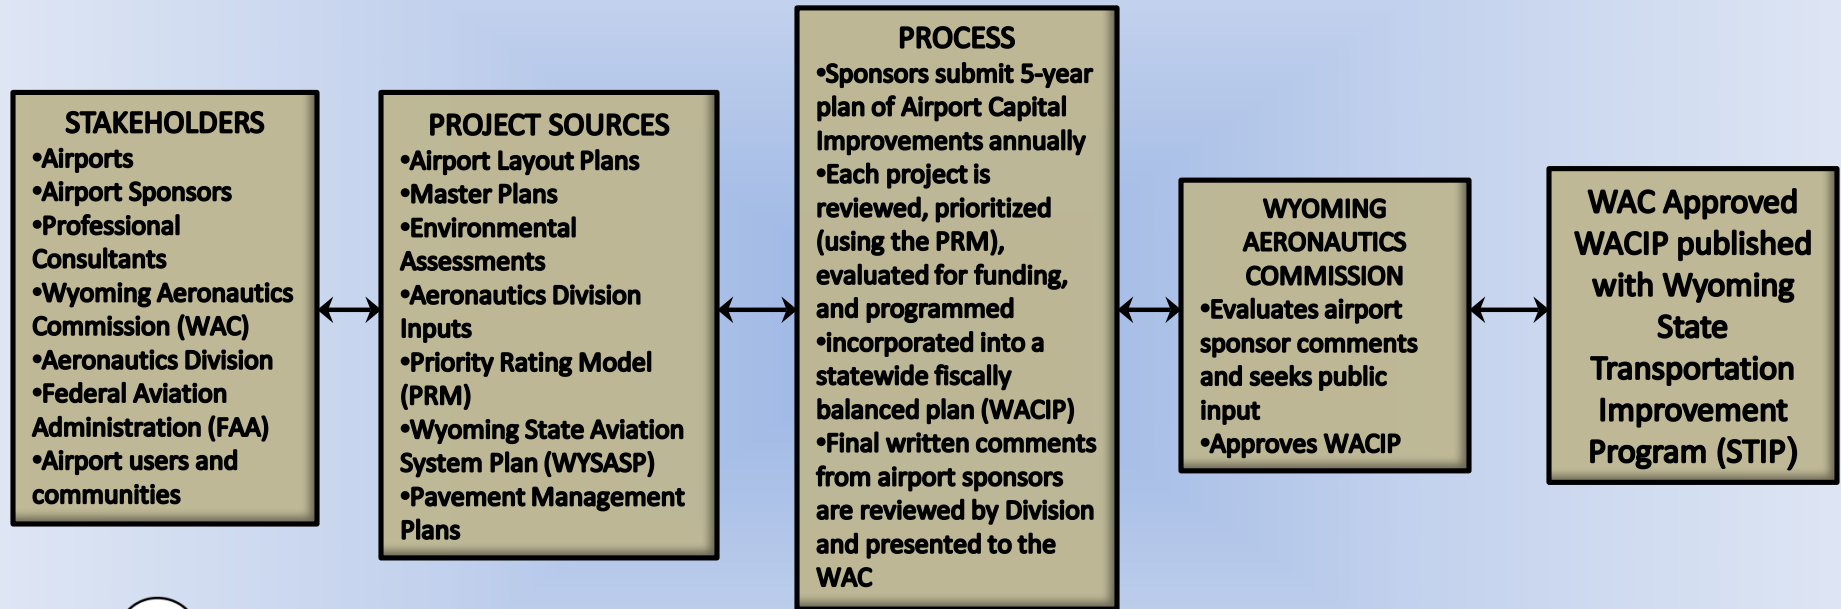 STAKEHOLDERS
•Airports
•Airport Sponsors
•Professional
Consultants
•Wyoming Aeronautics
Commission (WAC)
•Aeronautics Division
•Federal Aviation
Administration (FAA)
•Airport users and
communities
PROJECT SOURCES
•Airport Layout Plans
•Master Plans
•Environmental
Assessments
•Aeronautics Division
Inputs
•Priority Rating Model
(PRM)
•Wyoming State Aviation
System Plan (WYSASP)
•Pavement Management
Plans
PROCESS
•Sponsors submit 5-year
plan of Airport Capital
Improvements annually
•Each project is
reviewed, prioritized
(using the PRM),
evaluated for funding,
and programmed
•incorporated into a
statewide fiscally
balanced plan (WACIP)
•Final written comments
from airport sponsors
are reviewed by Division
and presented to the
WAC
WYOMING
AERONAUTICS
COMMISSION
•Evaluates airport
sponsor comments
and seeks public
input
•Approves WACIP
WAC Approved
WACIP published
with Wyoming
State
Transportation
Improvement
Program (STIP)